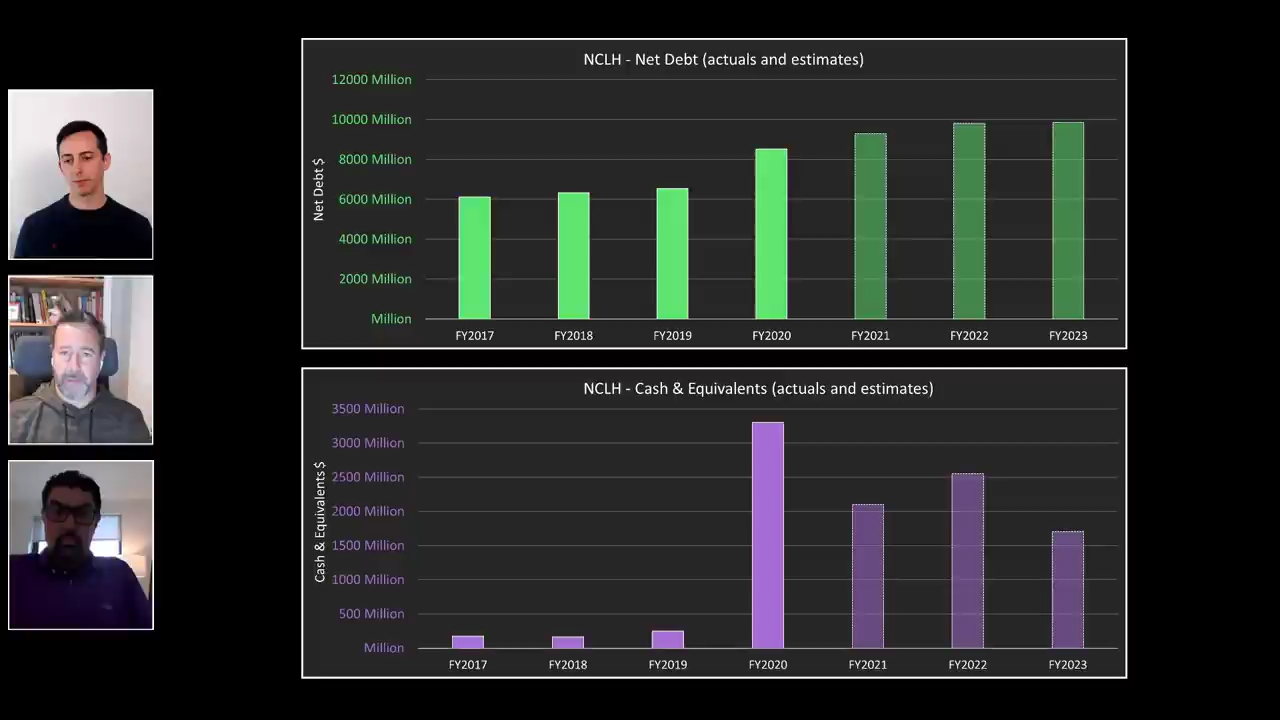 NCLH - Net Debt (actuals and estimates)
12000 Million
10000 Million
8000 Million
6000 Million
4000 Million
2000 Million
Million
Net Debt $
FY2017 FY2018 FY2019 FY2020 FY2021 FY2022 FY2023
NCLH - Cash & Equivalents (actuals and estimates)
3500 Million
3000 Million
2500 Million
2000 Million
1500 Million
1000 Million
500 Million
Million
Cash & Equivalents $
FY2017 FY2018 FY2019 FY2020 FY2021 FY2022 FY2023